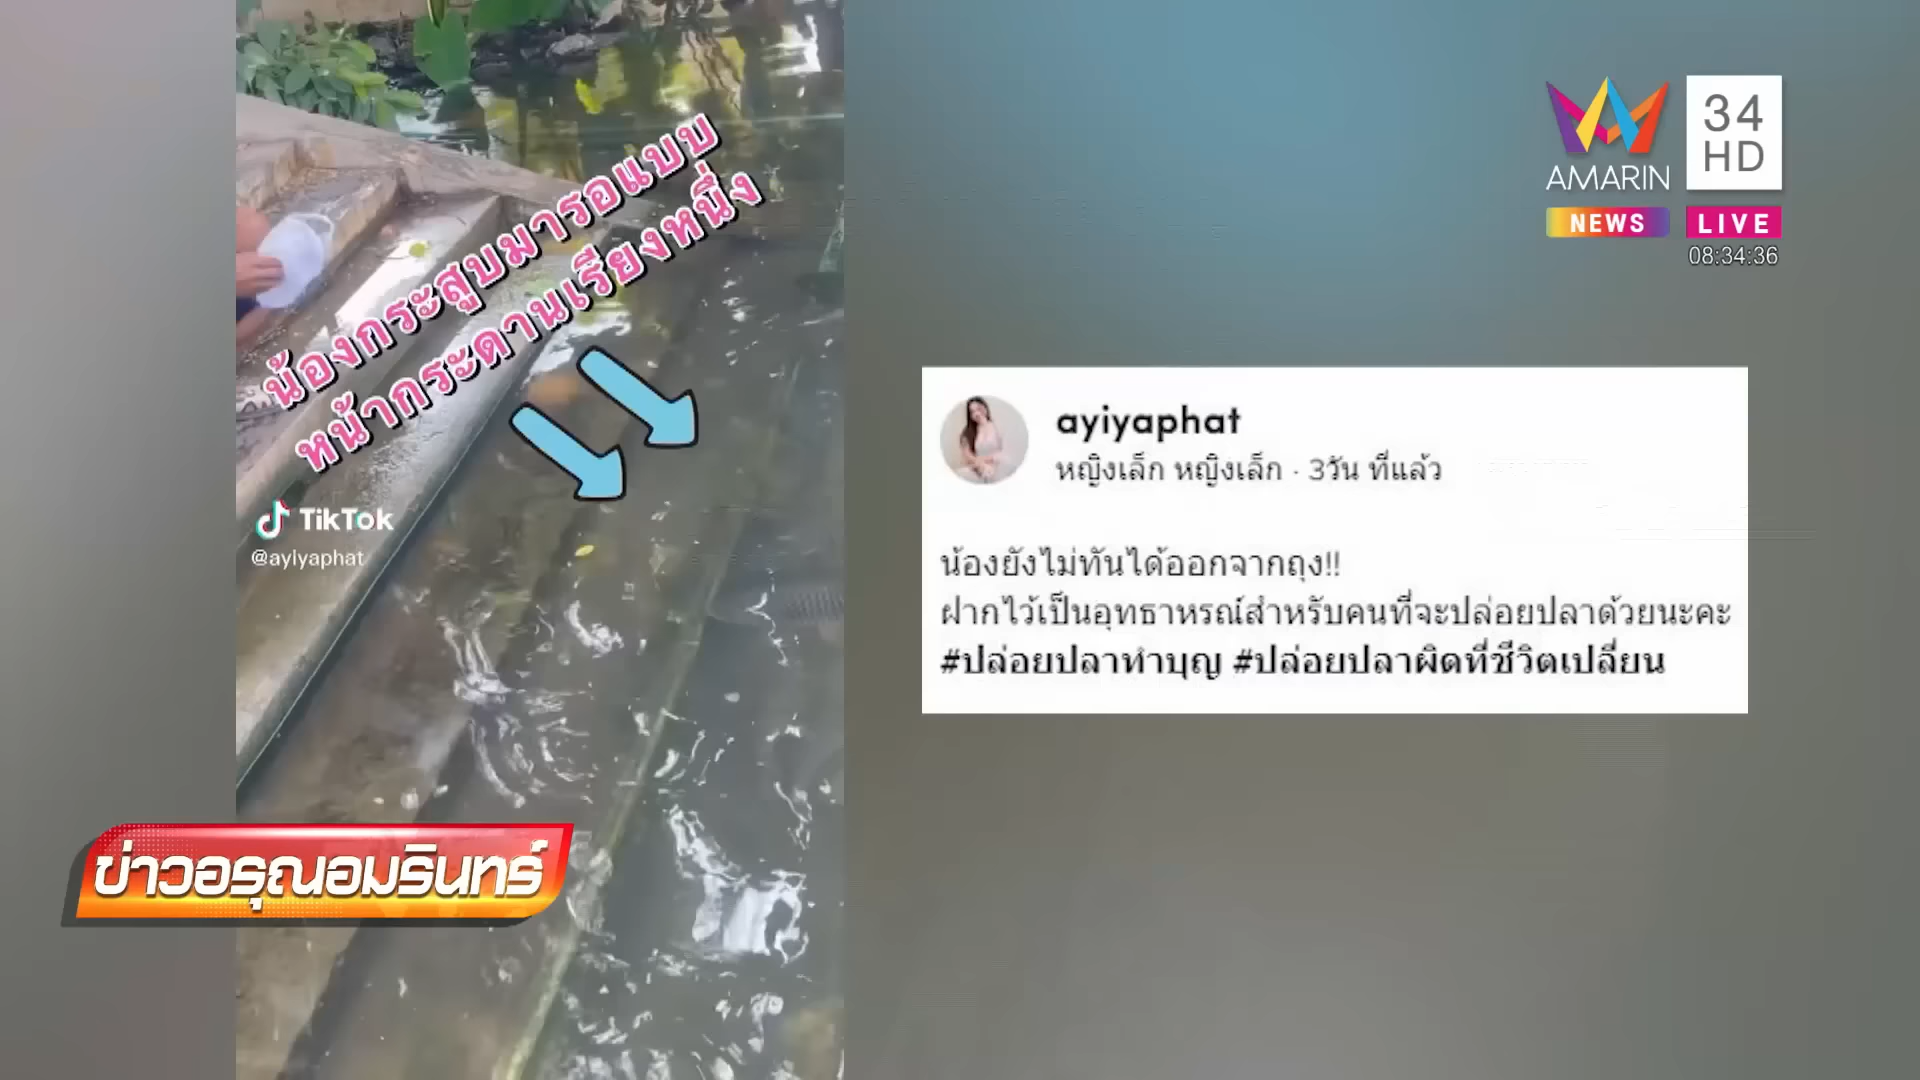 น้องกระสูบมารอแบบ
หน้ากระดานเรียงหนึ่ง
TikTok
@ayiyaphat
ข่าวอรุณอมรินทร์
AMARIN
34
HD
NEWS
LIVE
08:34:36
ayiyaphat
หญิงเล็ก หญิงเล็ก · 3วัน ที่แล้ว
น้องยังไม่ทันได้ออกจากถุง!!
ฝากไว้เป็นอุทธาหรณ์สำหรับคนที่จะปล่อยปลาด้วยนะคะ
#ปล่อยปลาทำบุญ #ปล่อยปลาผิดที่ชีวิตเปลี่ยน